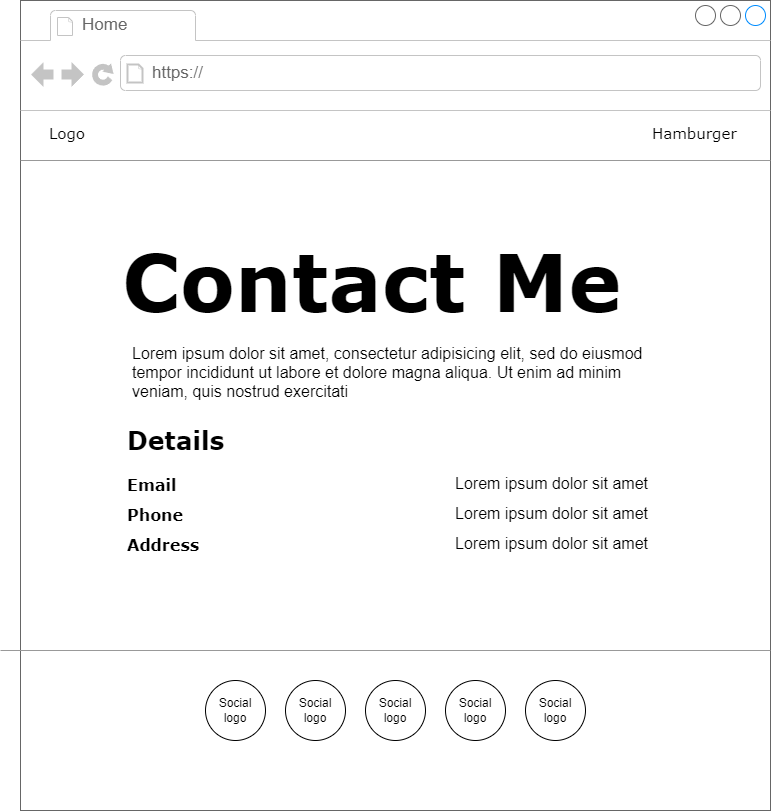 Home
https://
Logo
Hamburger
Contact Me
Lorem ipsum dolor sit amet, consectetur adipisicing elit, sed do eiusmod
tempor incididunt ut labore et dolore magna aliqua. Ut enim ad minim
veniam, quis nostrud exercitati
Details
Email
Lorem ipsum dolor sit amet
Phone
Lorem ipsum dolor sit amet
Address
Lorem ipsum dolor sit amet
Social
logo
Social
logo
Social
logo
Social
logo
Social
logo